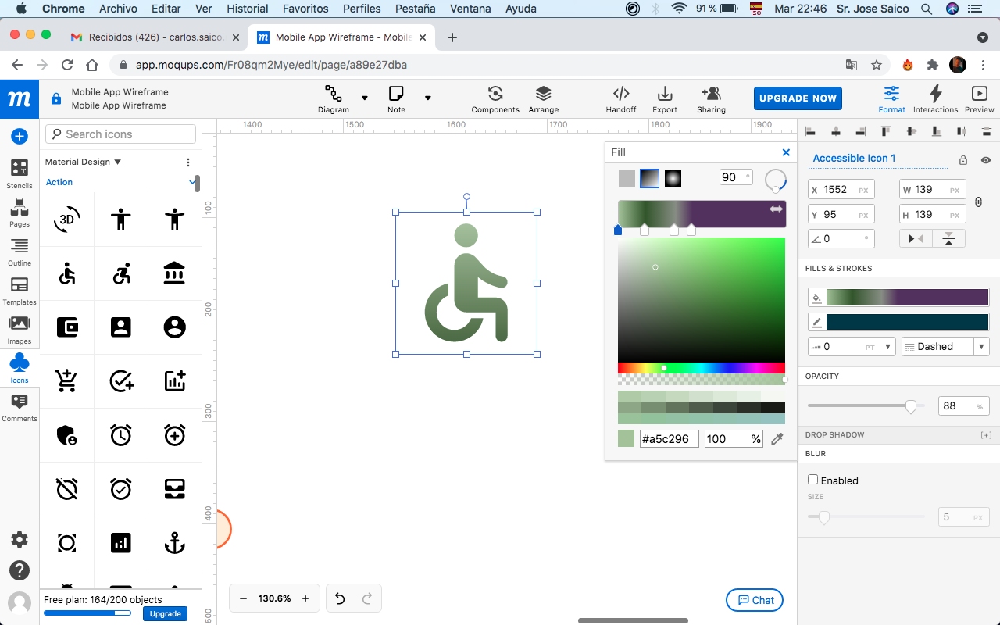 Chrome Archivo Editar Ver Historial Favoritos Perfiles Pestaña Ventana Ayuda 91 % ISO Mar 22:46 Sr. Jose Saico
Recibidos (426) - carlos.saico. Mobile App Wireframe - Mobile
app.moqups.com/Fr08qm2Mye/edit/page/a89e27dba
m
Mobile App Wireframe
Mobile App Wireframe
Diagram
Note
Components
Arrange
Handoff
Export
Sharing
UPGRADE NOW
Format
Interactions
Preview
Stencils
Pages
Outline
Templates
Images
Icons
Comments
Search icons
Material Design
Action
3D
Free plan: 164/200 objects
Upgrade
1400 1500 1600 1700 1800 1900
100
200
300
400
500
130.6%
Chat
Fill
90 °
#a5c296 100 %
Accessible Icon 1
X 1552 PX W 139 PX
Y 95 PX H 139 PX
0 °
FILLS & STROKES
0 PT Dashed
OPACITY
88 %
DROP SHADOW [+]
BLUR
Enabled
SIZE
5 PX